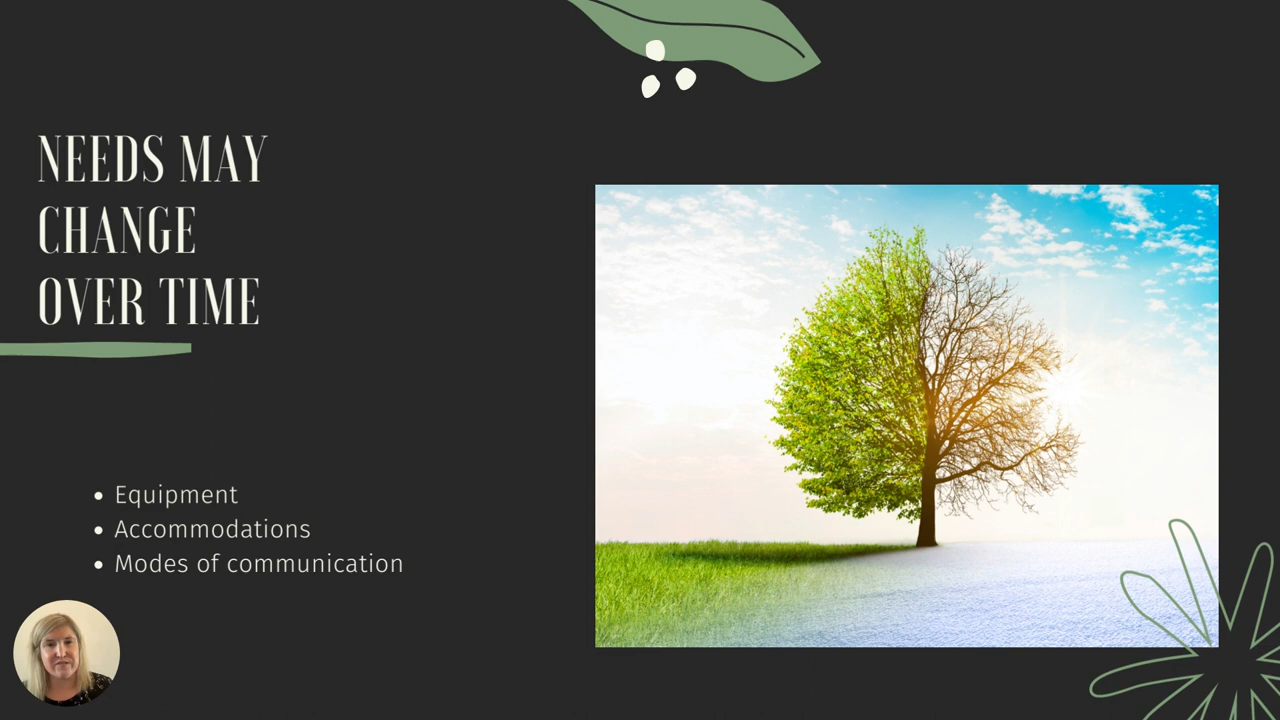 NEEDS MAY
CHANGE
OVER TIME
• Equipment
• Accommodations
• Modes of communication